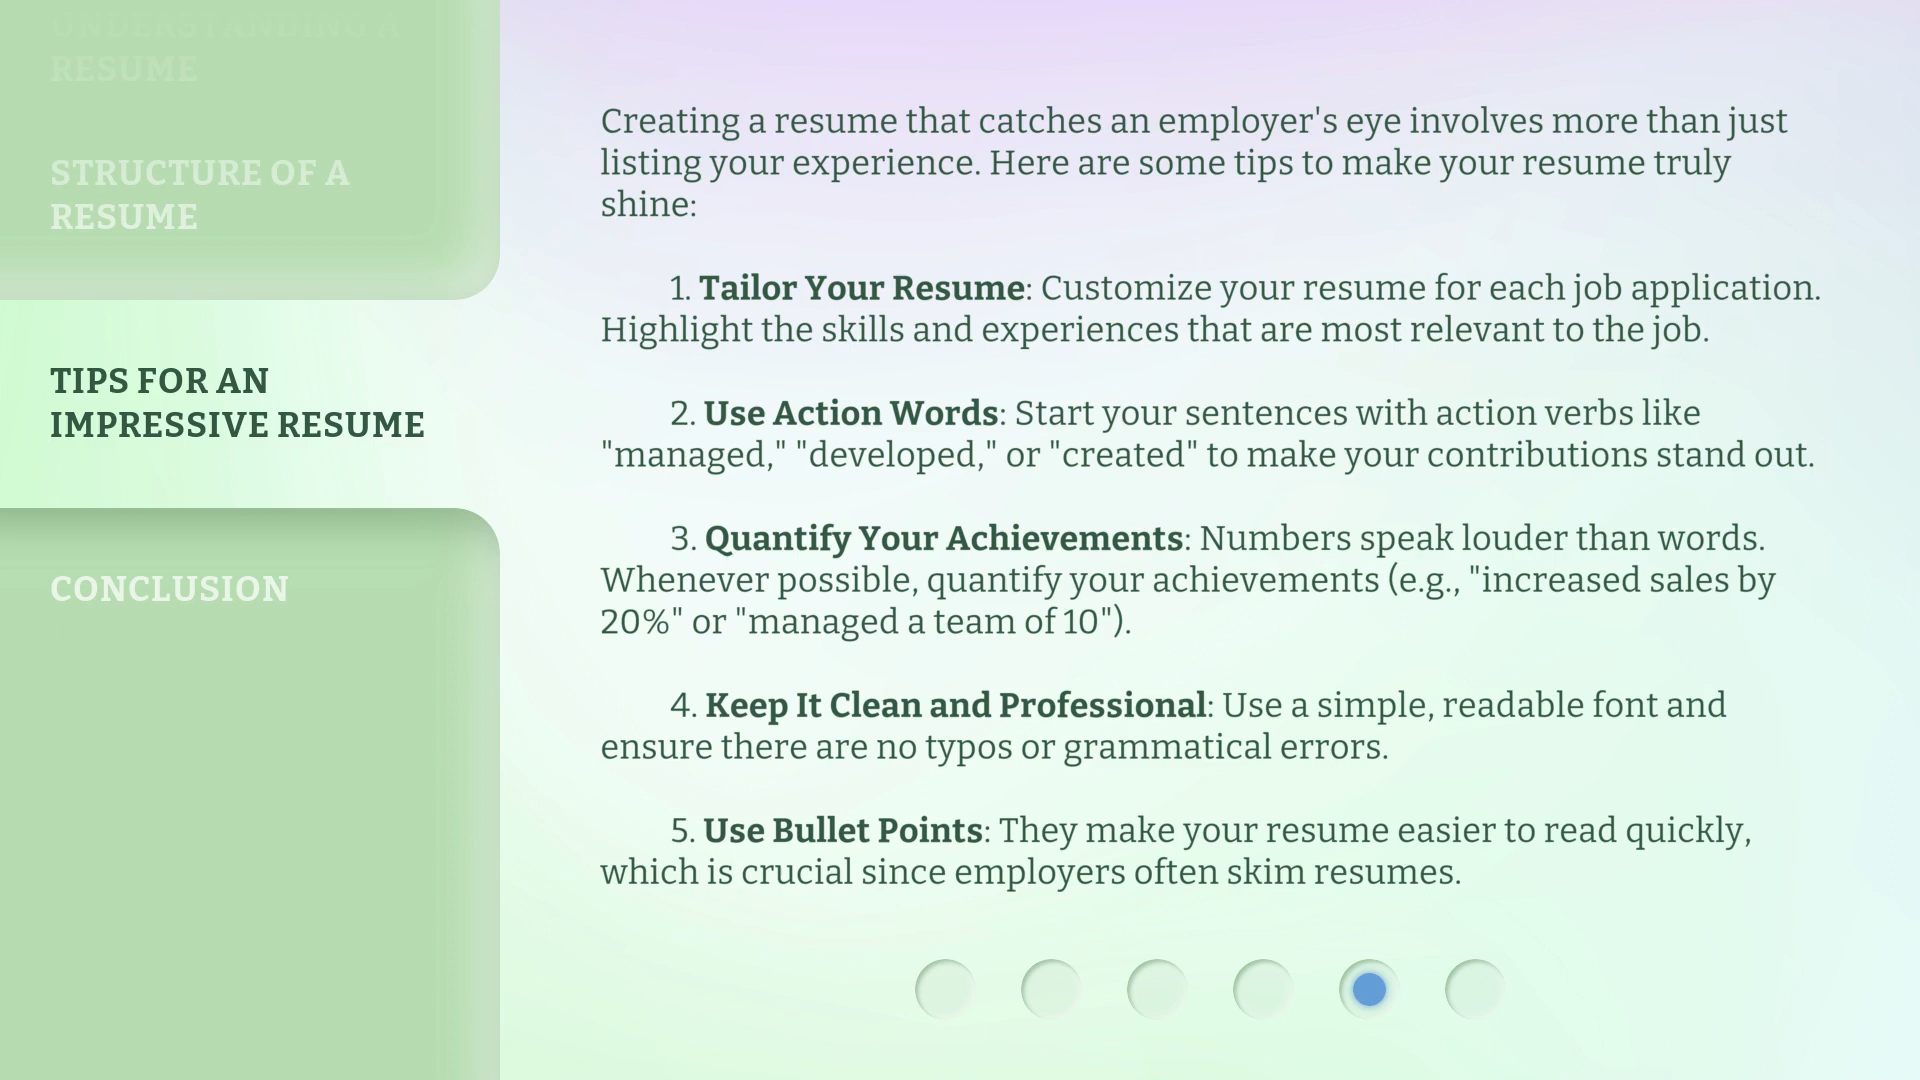 UNDERSTANDING A
RESUME
STRUCTURE OF A
RESUME
TIPS FOR AN
IMPRESSIVE RESUME
CONCLUSION
Creating a resume that catches an employer's eye involves more than just
listing your experience. Here are some tips to make your resume truly
shine:
1. Tailor Your Resume: Customize your resume for each job application.
Highlight the skills and experiences that are most relevant to the job.
2. Use Action Words: Start your sentences with action verbs like
"managed," "developed," or "created" to make your contributions stand out.
3. Quantify Your Achievements: Numbers speak louder than words.
Whenever possible, quantify your achievements (e.g., "increased sales by
20%" or "managed a team of 10").
4. Keep It Clean and Professional: Use a simple, readable font and
ensure there are no typos or grammatical errors.
5. Use Bullet Points: They make your resume easier to read quickly,
which is crucial since employers often skim resumes.